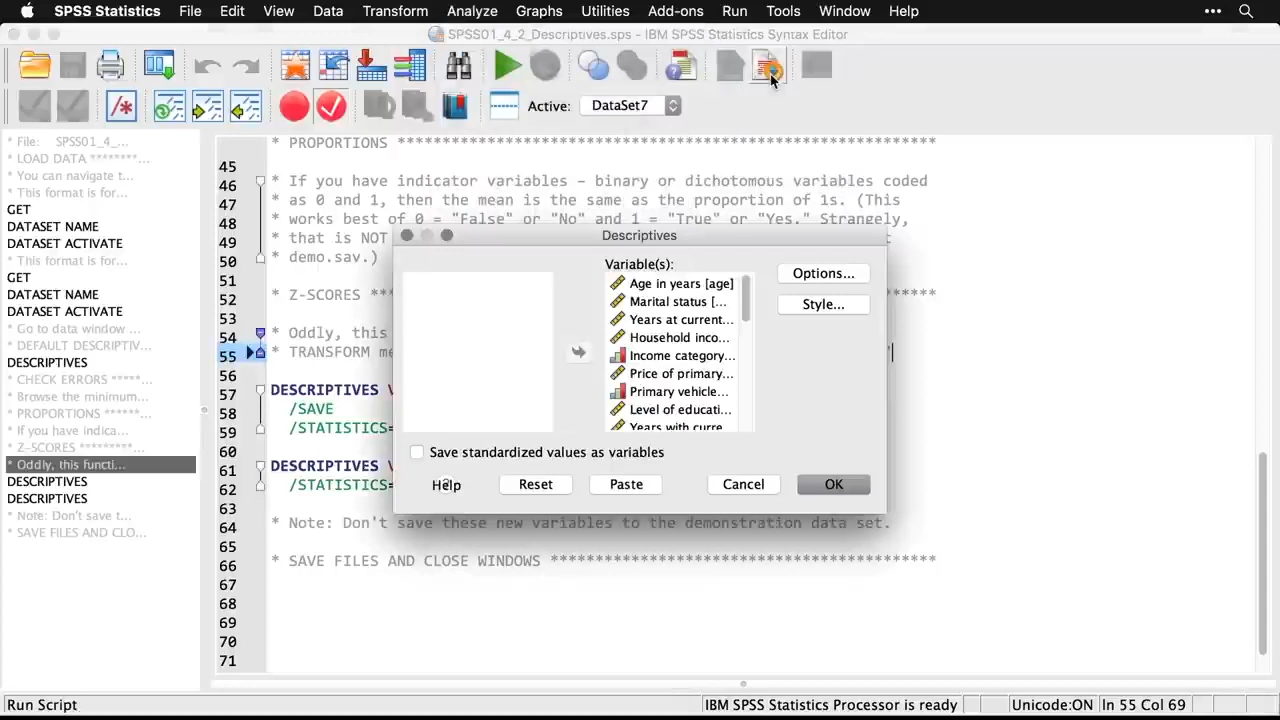 SPSS Statistics File Edit View Data Transform Analyze Graphs Utilities Add-ons Run Tools Window Help
SPSS01_4_2_Descriptives.sps - IBM SPSS Statistics Syntax Editor
Active: DataSet7
* File: SPSS01_4_...
* LOAD DATA ********...
* You can navigate t...
* This format is for...
GET
DATASET NAME
DATASET ACTIVATE
* This format is for...
GET
DATASET NAME
DATASET ACTIVATE
* Go to data window ...
* DEFAULT DESCRIPTIV...
DESCRIPTIVES
* CHECK ERRORS *****...
* Browse the minimum...
* PROPORTIONS ******...
* If you have indica...
* Z-SCORES *********...
* Oddly, this functi...
DESCRIPTIVES
DESCRIPTIVES
* Note: Don't save t...
* SAVE FILES AND CLO...
* PROPORTIONS ************************************************************
45
46 * If you have indicator variables – binary or dichotomous variables coded
47 * as 0 and 1, then the mean is the same as the proportion of 1s. (This
48 * works best of 0 = "False" or "No" and 1 = "True" or "Yes." Strangely,
49 * that is NOT
50 * demo.sav.)
51
52 * Z-SCORES
53
54 * Oddly, this
55 * TRANSFORM me
56
57 DESCRIPTIVES
58 /SAVE
59 /STATISTICS=
60
61 DESCRIPTIVES
62 /STATISTICS=
63
64 * Note: Don't save these new variables to the demonstration data set.
65
66 * SAVE FILES AND CLOSE WINDOWS *******************************************
67
68
69
70
71
Descriptives
Variable(s):
Age in years [age]
Marital status [...
Years at current...
Household inco...
Income category...
Price of primary...
Primary vehicle...
Level of educati...
Years with curre...
Options...
Style...
Save standardized values as variables
Help Reset Paste Cancel OK
Run Script IBM SPSS Statistics Processor is ready Unicode:ON In 55 Col 69